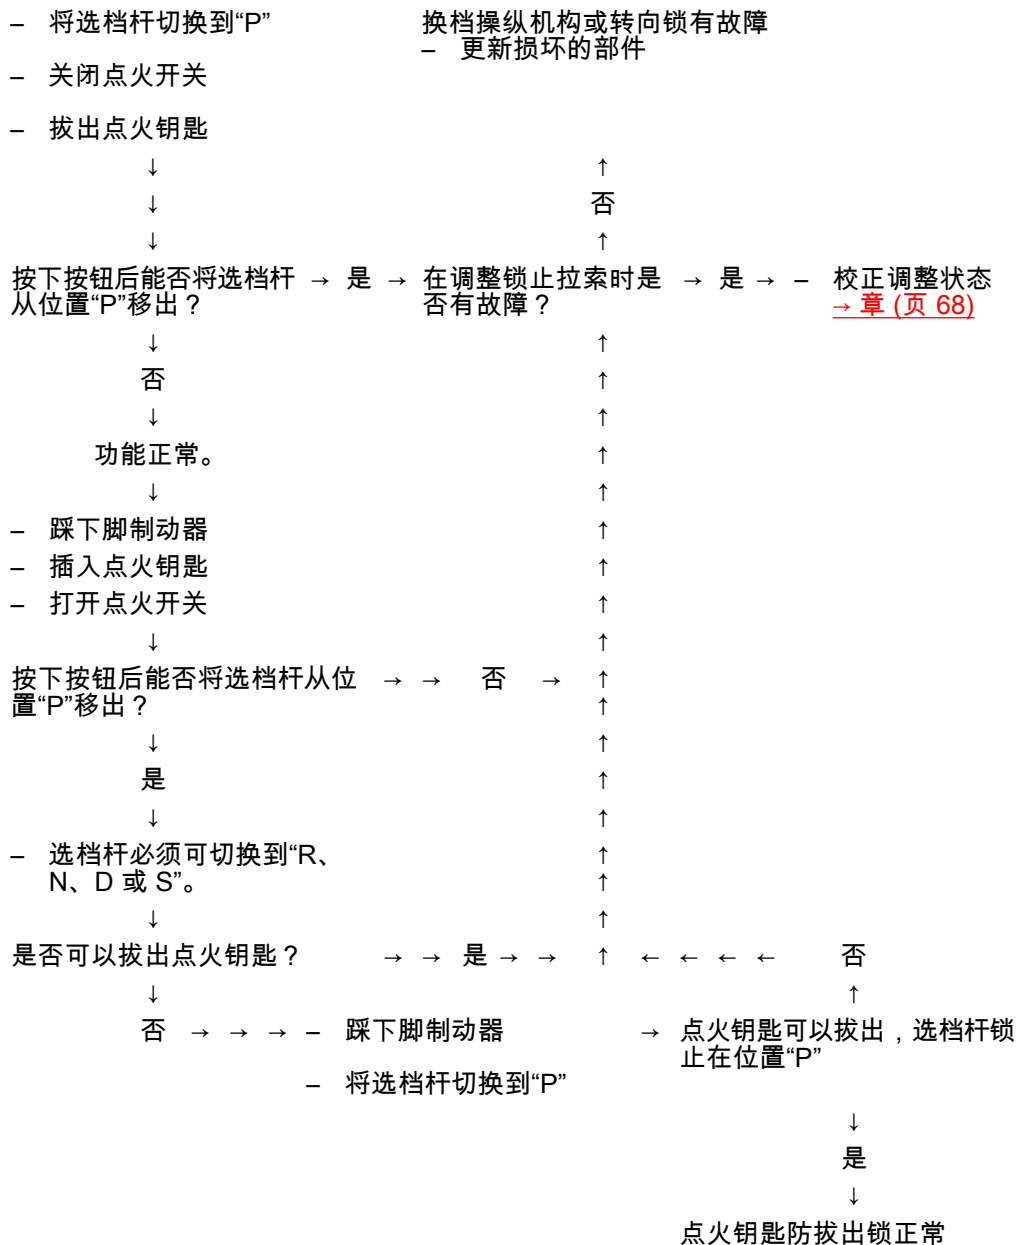 – 将选档杆切换到“P” 换档操纵机构或转向锁有故障
– 更新损坏的部件
– 关闭点火开关
– 拔出点火钥匙
↓ ↑
↓ 否
↓ ↑
按下按钮后能否将选档杆 → 是 → 在调整锁止拉索时是 → 是 → – 校正调整状态
从位置“P”移出？ 否有故障？ → 章 (页 68)
↓ ↑
否 ↑
↓ ↑
功能正常。 ↑
↓ ↑
– 踩下脚制动器 ↑
– 插入点火钥匙 ↑
– 打开点火开关 ↑
↓ ↑
按下按钮后能否将选档杆从位 → → 否 → ↑
置“P”移出？ ↑
↓ ↑
是 ↑
↓ ↑
– 选档杆必须可切换到“R、 ↑
N、D 或 S”。 ↑
↓ ↑
是否可以拔出点火钥匙？ → → 是 → → ↑ ← ← ← ← 否
↓ ↑
否 → → → – 踩下脚制动器 → 点火钥匙可以拔出，选档杆锁
止在位置“P”
– 将选档杆切换到“P”
↓
是
↓
点火钥匙防拔出锁正常